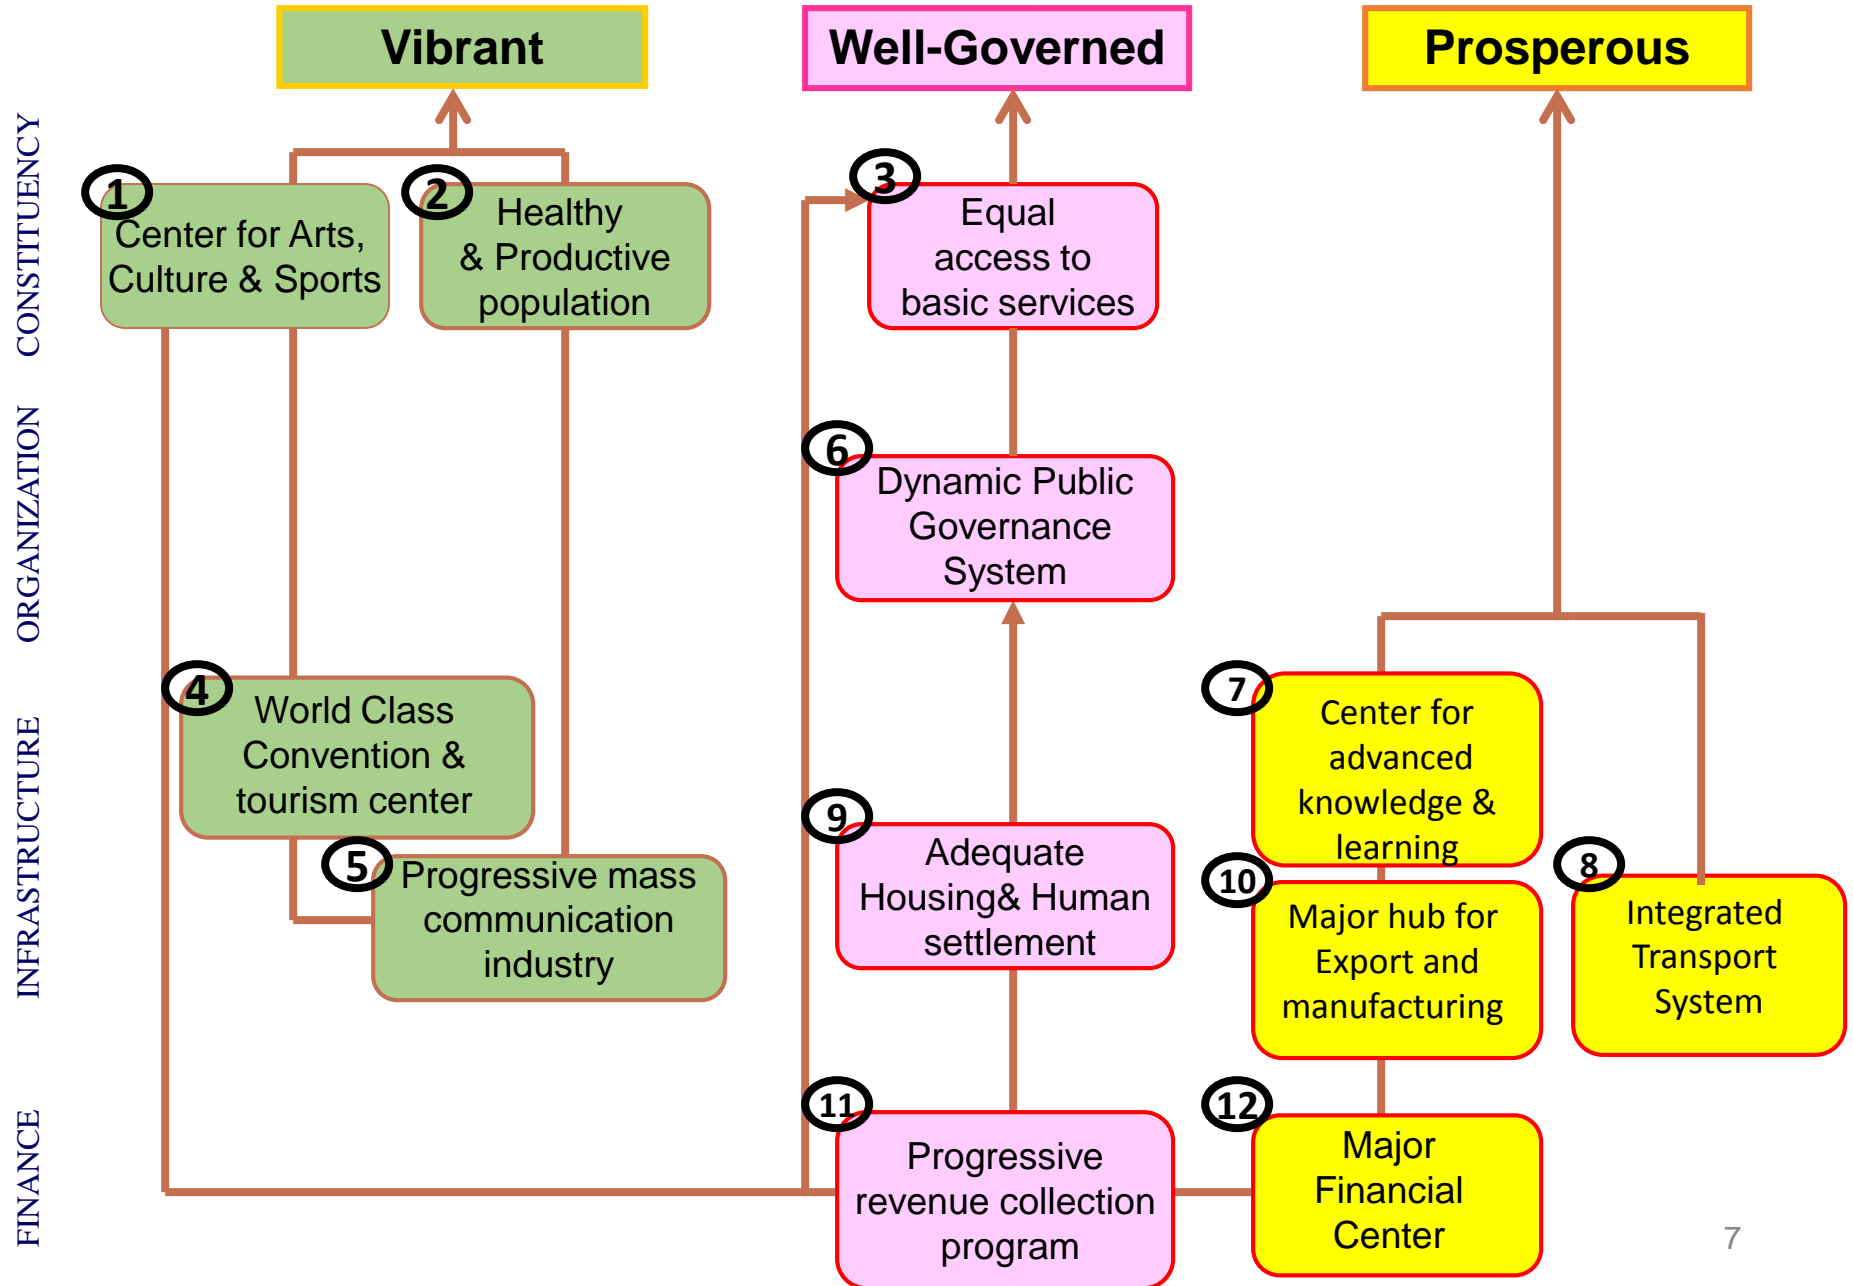 Vibrant
Well-Governed
Prosperous
CONSTITUENCY
1
Center for Arts,
Culture & Sports
2
Healthy
& Productive
population
3
Equal
access to
basic services
ORGANIZATION
6
Dynamic Public
Governance
System
INFRASTRUCTURE
4
World Class
Convention &
tourism center
5
Progressive mass
communication
industry
9
Adequate
Housing& Human
settlement
7
Center for
advanced
knowledge &
learning
10
Major hub for
Export and
manufacturing
8
Integrated
Transport
System
FINANCE
11
Progressive
revenue collection
program
12
Major
Financial
Center
7